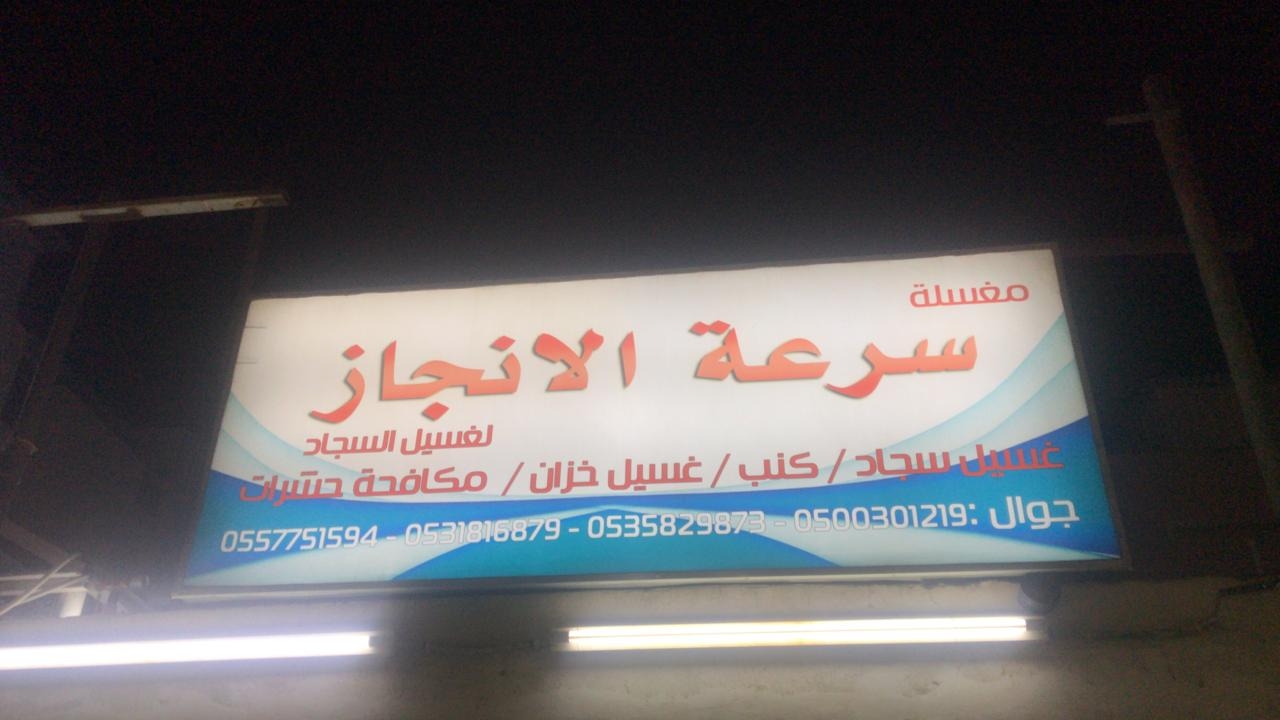 مغسلة
سرعة الانجاز
لغسيل السجاد
غسيل سجاد / كنب / غسيل خزان / مكافحة حشرات
جوال : 0500301219 - 0535829873 - 0531816879 - 0557751594